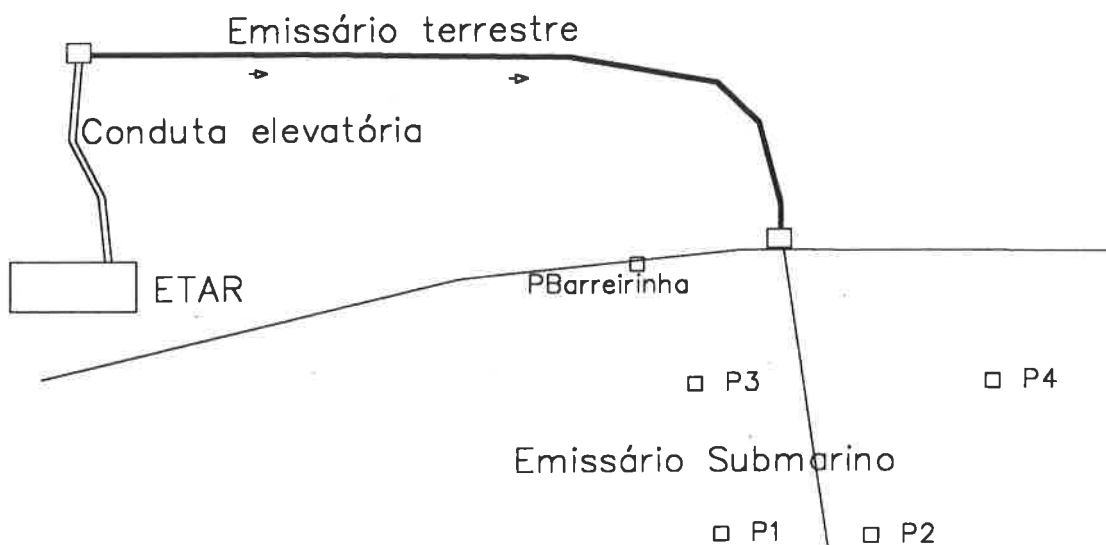 Emissário terrestre
Conduta elevatória
ETAR
PBarreirinha
P3
P4
Emissário Submarino
P1
P2